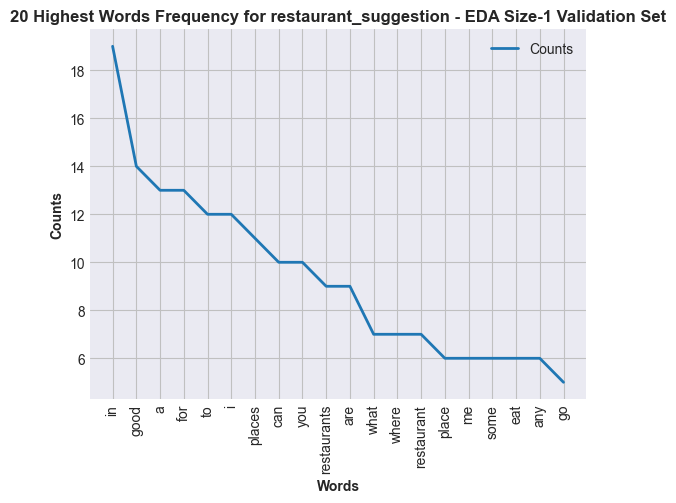 20 Highest Words Frequency for restaurant_suggestion - EDA Size-1 Validation Set
Counts
18
16
14
12
10
8
6
Counts
in
good
a
for
to
i
places
can
you
restaurants
are
what
where
restaurant
place
me
some
eat
any
go
Words